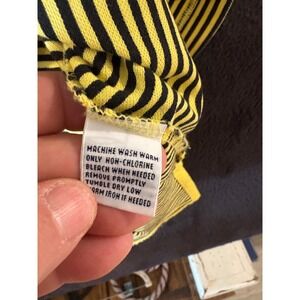 MACHINE WASH WARM
ONLY NON-CHLORINE
BLEACH WHEN NEEDED
REMOVE PROMPTLY
TUMBLE DRY LOW
WARM IRON IF NEEDED